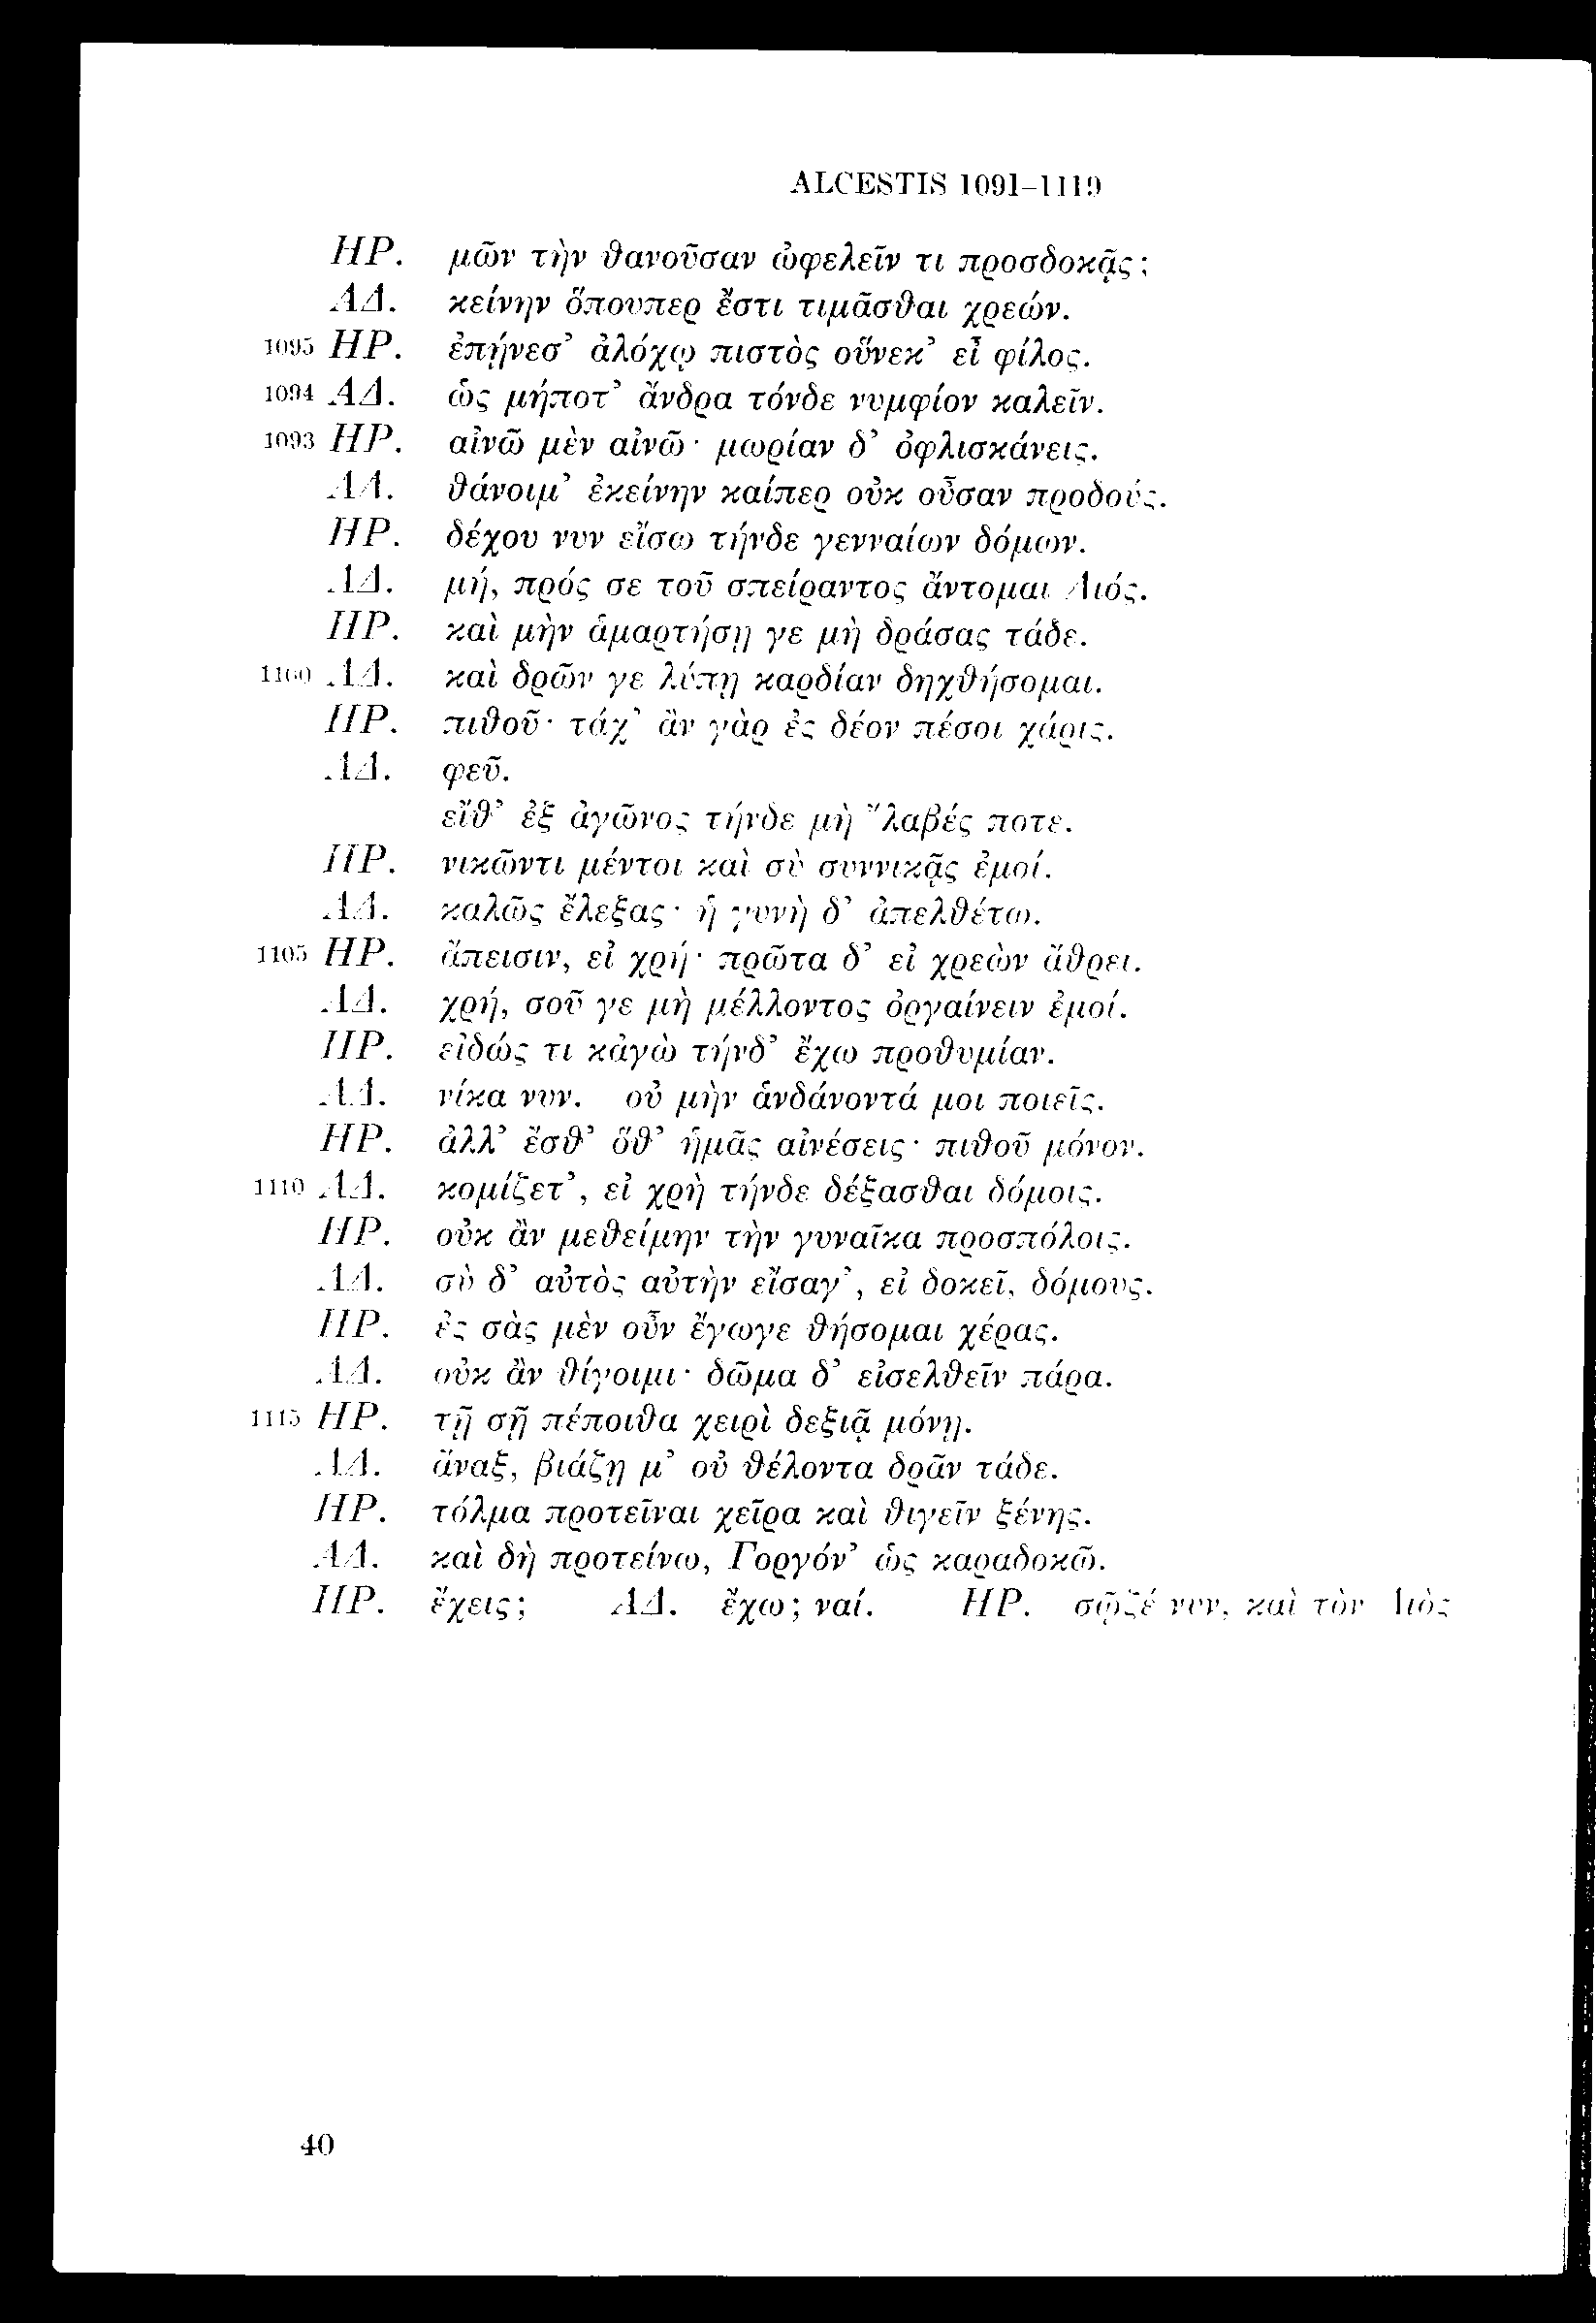 ALCESTIS 1091–1119
ΗΡ. μῶν τὴν θανοῦσαν ὠφελεῖν τι προσδοκᾷς;
ΑΔ. κείνην ὅπουπερ ἔστι τιμᾶσθαι χρεών.
1095 ΗΡ. ἐπῄνεσ᾽ ἀλόχῳ πιστὸς οὕνεκ᾽ εἶ φίλος.
1094 ΑΔ. ὡς μήποτ᾽ ἄνδρα τόνδε νυμφίον καλεῖν.
1093 ΗΡ. αἰνῶ μὲν αἰνῶ· μωρίαν δ᾽ ὀφλισκάνεις.
ΑΔ. θάνοιμ᾽ ἐκείνην καίπερ οὐκ οὖσαν προδούς.
ΗΡ. δέχου νυν εἴσω τήνδε γενναίων δόμων.
ΑΔ. μή, πρός σε τοῦ σπείραντος ἄντομαι Διός.
ΗΡ. καὶ μὴν ἁμαρτήσῃ γε μὴ δράσας τάδε.
1100 ΑΔ. καὶ δρῶν γε λύπῃ καρδίαν δηχθήσομαι.
ΗΡ. πιθοῦ· τάχ᾽ ἂν γὰρ ἐς δέον πέσοι χάρις.
ΑΔ. φεῦ.
εἴθ᾽ ἐξ ἀγῶνος τήνδε μὴ ῎λαβές ποτε.
ΗΡ. νικῶντι μέντοι καὶ σὺ συννικᾷς ἐμοί.
ΑΔ. καλῶς ἔλεξας· ἡ γυνὴ δ᾽ ἀπελθέτω.
1105 ΗΡ. ἄπεισιν, εἰ χρή· πρῶτα δ᾽ εἰ χρεὼν ἄθρει.
ΑΔ. χρή, σοῦ γε μὴ μέλλοντος ὀργαίνειν ἐμοί.
ΗΡ. εἰδώς τι κἀγὼ τήνδ᾽ ἔχω προθυμίαν.
ΑΔ. νίκα νυν. οὐ μὴν ἁνδάνοντά μοι ποιεῖς.
ΗΡ. ἀλλ᾽ ἔσθ᾽ ὅθ᾽ ἡμᾶς αἰνέσεις· πιθοῦ μόνον.
1110 ΑΔ. κομίζετ᾽, εἰ χρὴ τήνδε δέξασθαι δόμοις.
ΗΡ. οὐκ ἂν μεθείμην τὴν γυναῖκα προσπόλοις.
ΑΔ. σὺ δ᾽ αὐτὸς αὐτὴν εἴσαγ᾽, εἰ δοκεῖ, δόμους.
ΗΡ. ἐς σὰς μὲν οὖν ἔγωγε θήσομαι χέρας.
ΑΔ. οὐκ ἂν θίγοιμι· δῶμα δ᾽ εἰσελθεῖν πάρα.
1115 ΗΡ. τῇ σῇ πέποιθα χειρὶ δεξιᾷ μόνῃ.
ΑΔ. ἄναξ, βιάζῃ μ᾽ οὐ θέλοντα δρᾶν τάδε.
ΗΡ. τόλμα προτεῖναι χεῖρα καὶ θιγεῖν ξένης.
ΑΔ. καὶ δὴ προτείνω, Γοργόν᾽ ὡς καραδοκῶ.
ΗΡ. ἔχεις; ΑΔ. ἔχω; ναί. ΗΡ. σῷζέ νυν, καὶ τὸν Διὸς
40